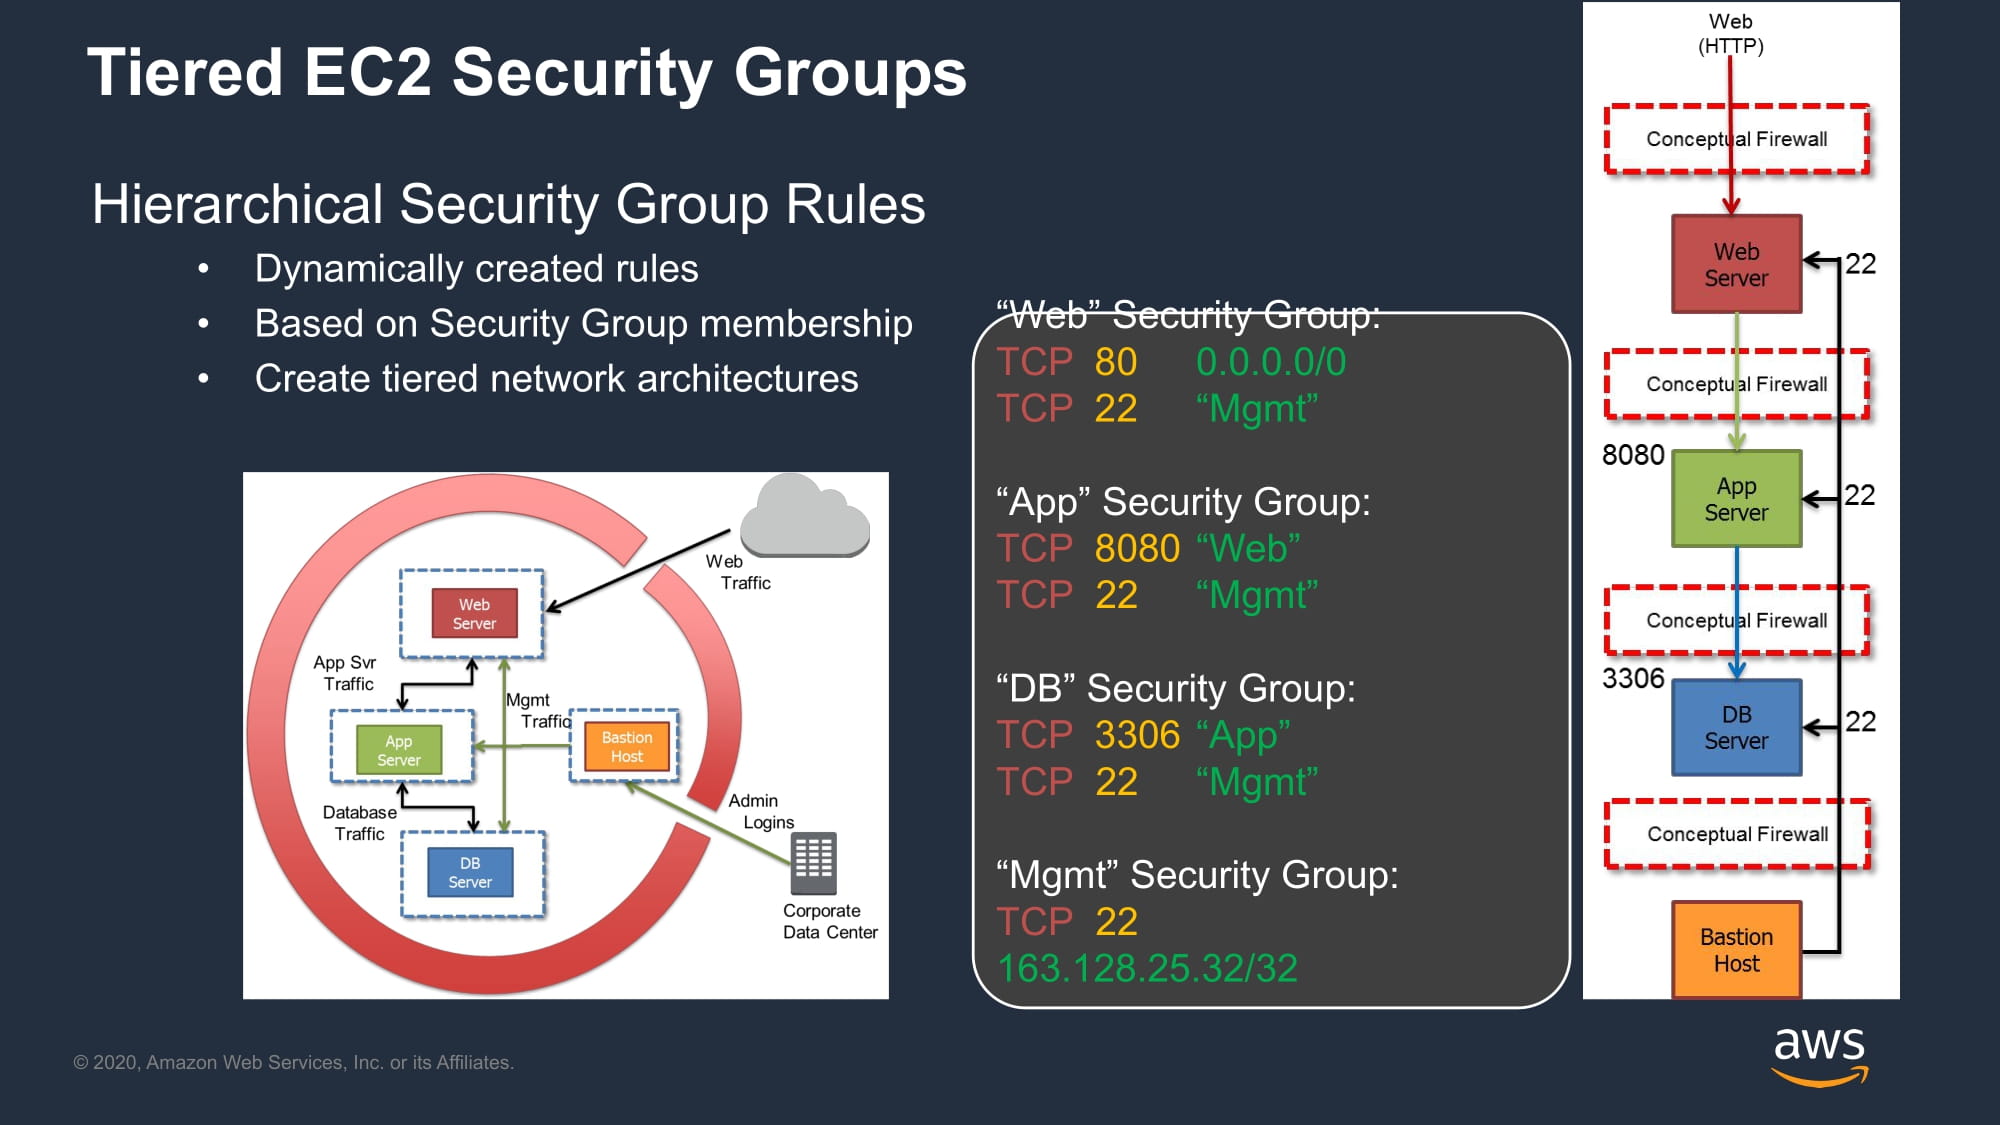 Tiered EC2 Security Groups
Hierarchical Security Group Rules
• Dynamically created rules
• Based on Security Group membership
• Create tiered network architectures
Web
Traffic
Web
Server
App Svr
Traffic
Mgmt
Traffic
App
Server
Bastion
Host
Database
Traffic
Admin
Logins
DB
Server
Corporate
Data Center
“Web” Security Group:
TCP 80 0.0.0.0/0
TCP 22 “Mgmt”
“App” Security Group:
TCP 8080 “Web”
TCP 22 “Mgmt”
“DB” Security Group:
TCP 3306 “App”
TCP 22 “Mgmt”
“Mgmt” Security Group:
TCP 22
163.128.25.32/32
Web
(HTTP)
Conceptual Firewall
Web
Server
22
Conceptual Firewall
8080
App
Server
22
Conceptual Firewall
3306
DB
Server
22
Conceptual Firewall
Bastion
Host
© 2020, Amazon Web Services, Inc. or its Affiliates.
aws